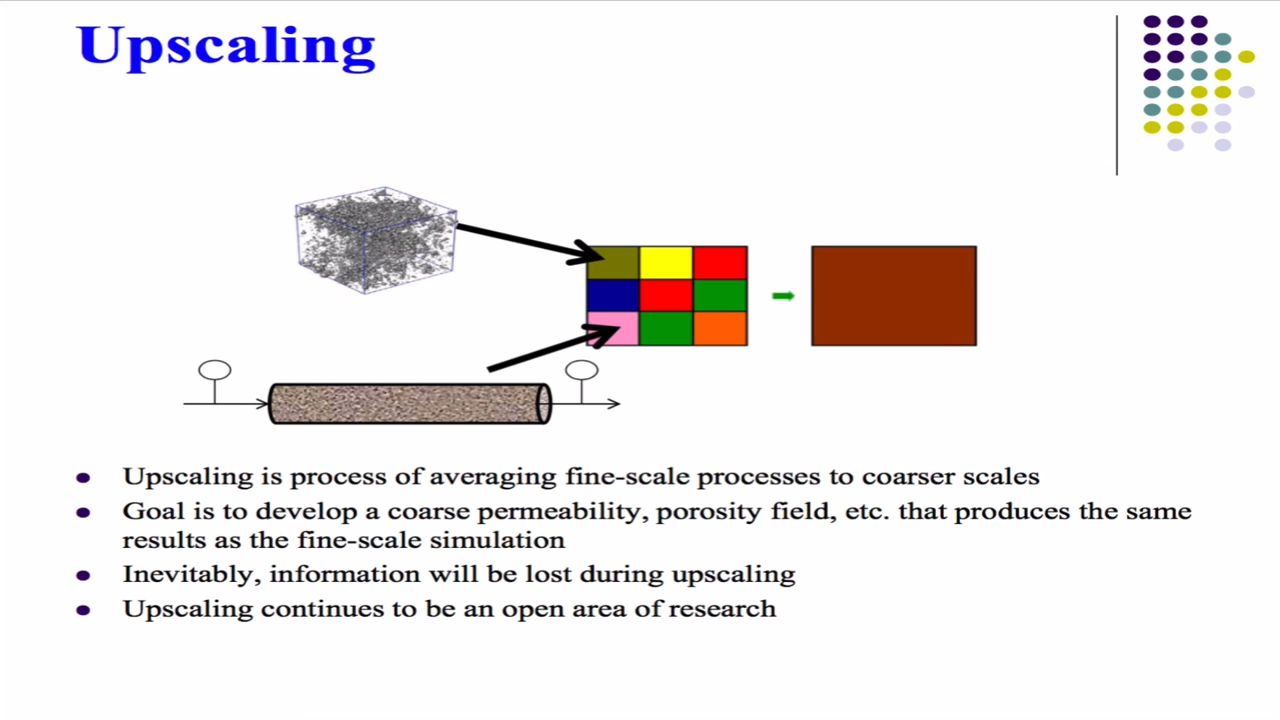 Upscaling
Upscaling is process of averaging fine-scale processes to coarser scales
Goal is to develop a coarse permeability, porosity field, etc. that produces the same
results as the fine-scale simulation
Inevitably, information will be lost during upscaling
Upscaling continues to be an open area of research